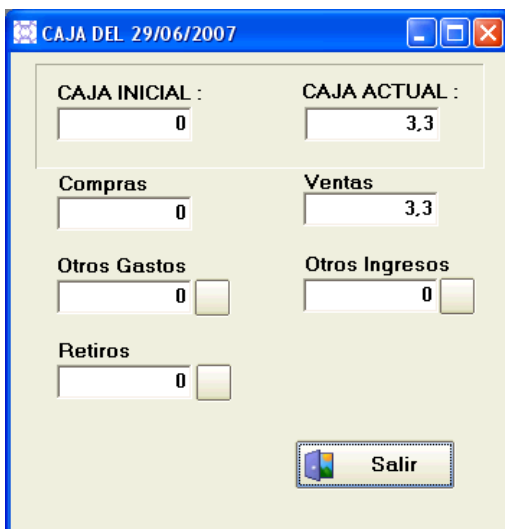 CAJA DEL 29/06/2007
CAJA INICIAL : CAJA ACTUAL :
0 3,3
Compras Ventas
0 3,3
Otros Gastos Otros Ingresos
0 0
Retiros
0
Salir